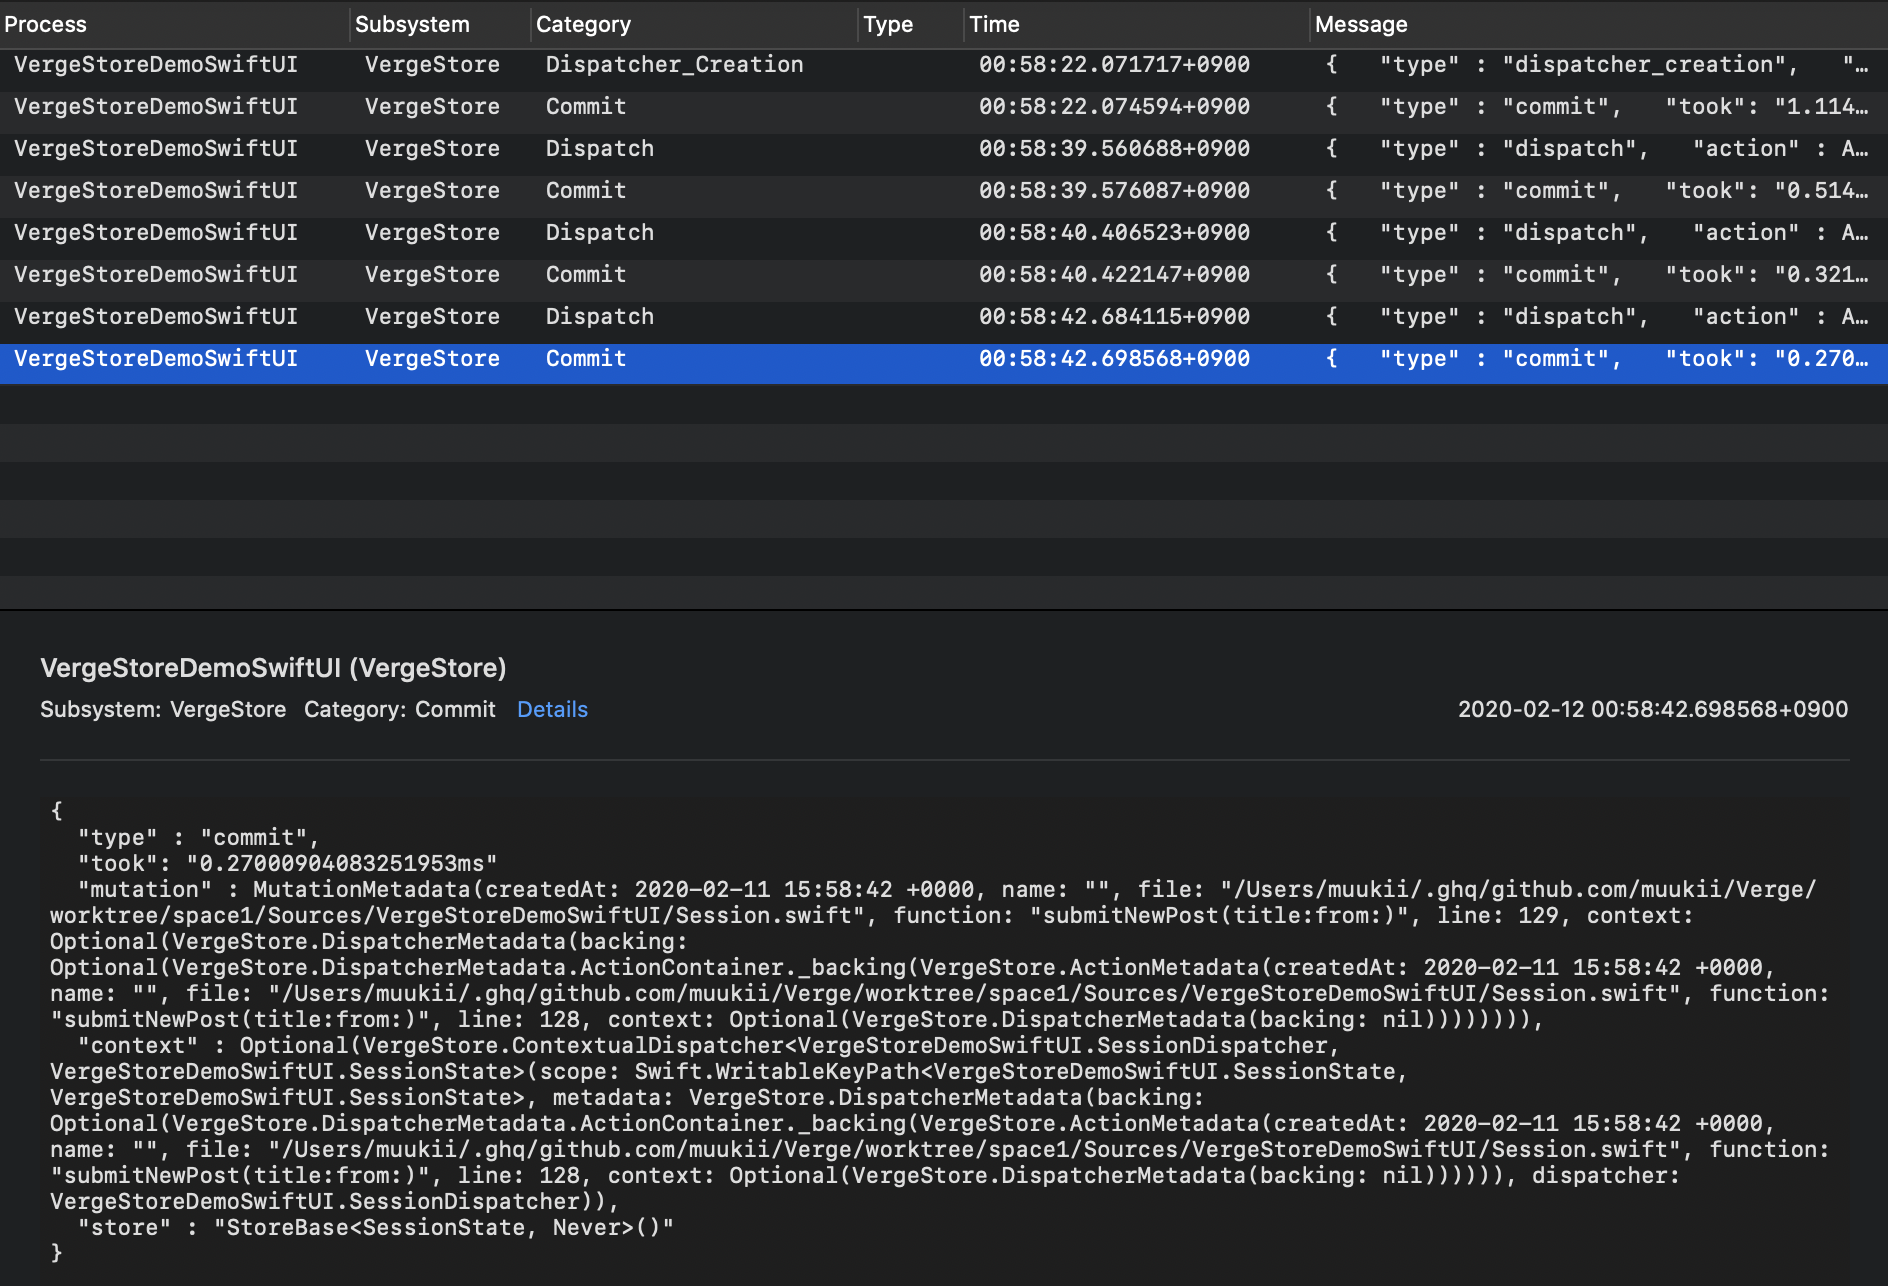 Process Subsystem Category Type Time Message
VergeStoreDemoSwiftUI VergeStore Dispatcher_Creation 00:58:22.071717+0900 { "type" : "dispatcher_creation", "…
VergeStoreDemoSwiftUI VergeStore Commit 00:58:22.074594+0900 { "type" : "commit", "took": "1.114…
VergeStoreDemoSwiftUI VergeStore Dispatch 00:58:39.560688+0900 { "type" : "dispatch", "action" : A…
VergeStoreDemoSwiftUI VergeStore Commit 00:58:39.576087+0900 { "type" : "commit", "took": "0.514…
VergeStoreDemoSwiftUI VergeStore Dispatch 00:58:40.406523+0900 { "type" : "dispatch", "action" : A…
VergeStoreDemoSwiftUI VergeStore Commit 00:58:40.422147+0900 { "type" : "commit", "took": "0.321…
VergeStoreDemoSwiftUI VergeStore Dispatch 00:58:42.684115+0900 { "type" : "dispatch", "action" : A…
VergeStoreDemoSwiftUI VergeStore Commit 00:58:42.698568+0900 { "type" : "commit", "took": "0.270…
VergeStoreDemoSwiftUI (VergeStore)
Subsystem: VergeStore Category: Commit Details 2020-02-12 00:58:42.698568+0900
{
"type" : "commit",
"took": "0.27000904083251953ms"
"mutation" : MutationMetadata(createdAt: 2020-02-11 15:58:42 +0000, name: "", file: "/Users/muukii/.ghq/github.com/muukii/Verge/
worktree/space1/Sources/VergeStoreDemoSwiftUI/Session.swift", function: "submitNewPost(title:from:)", line: 129, context:
Optional(VergeStore.DispatcherMetadata(backing:
Optional(VergeStore.DispatcherMetadata.ActionContainer._backing(VergeStore.ActionMetadata(createdAt: 2020-02-11 15:58:42 +0000,
name: "", file: "/Users/muukii/.ghq/github.com/muukii/Verge/worktree/space1/Sources/VergeStoreDemoSwiftUI/Session.swift", function:
"submitNewPost(title:from:)", line: 128, context: Optional(VergeStore.DispatcherMetadata(backing: nil)))))))),
"context" : Optional(VergeStore.ContextualDispatcher<VergeStoreDemoSwiftUI.SessionDispatcher,
VergeStoreDemoSwiftUI.SessionState>(scope: Swift.WritableKeyPath<VergeStoreDemoSwiftUI.SessionState,
VergeStoreDemoSwiftUI.SessionState>, metadata: VergeStore.DispatcherMetadata(backing:
Optional(VergeStore.DispatcherMetadata.ActionContainer._backing(VergeStore.ActionMetadata(createdAt: 2020-02-11 15:58:42 +0000,
name: "", file: "/Users/muukii/.ghq/github.com/muukii/Verge/worktree/space1/Sources/VergeStoreDemoSwiftUI/Session.swift", function:
"submitNewPost(title:from:)", line: 128, context: Optional(VergeStore.DispatcherMetadata(backing: nil)))))), dispatcher:
VergeStoreDemoSwiftUI.SessionDispatcher)),
"store" : "StoreBase<SessionState, Never>()"
}